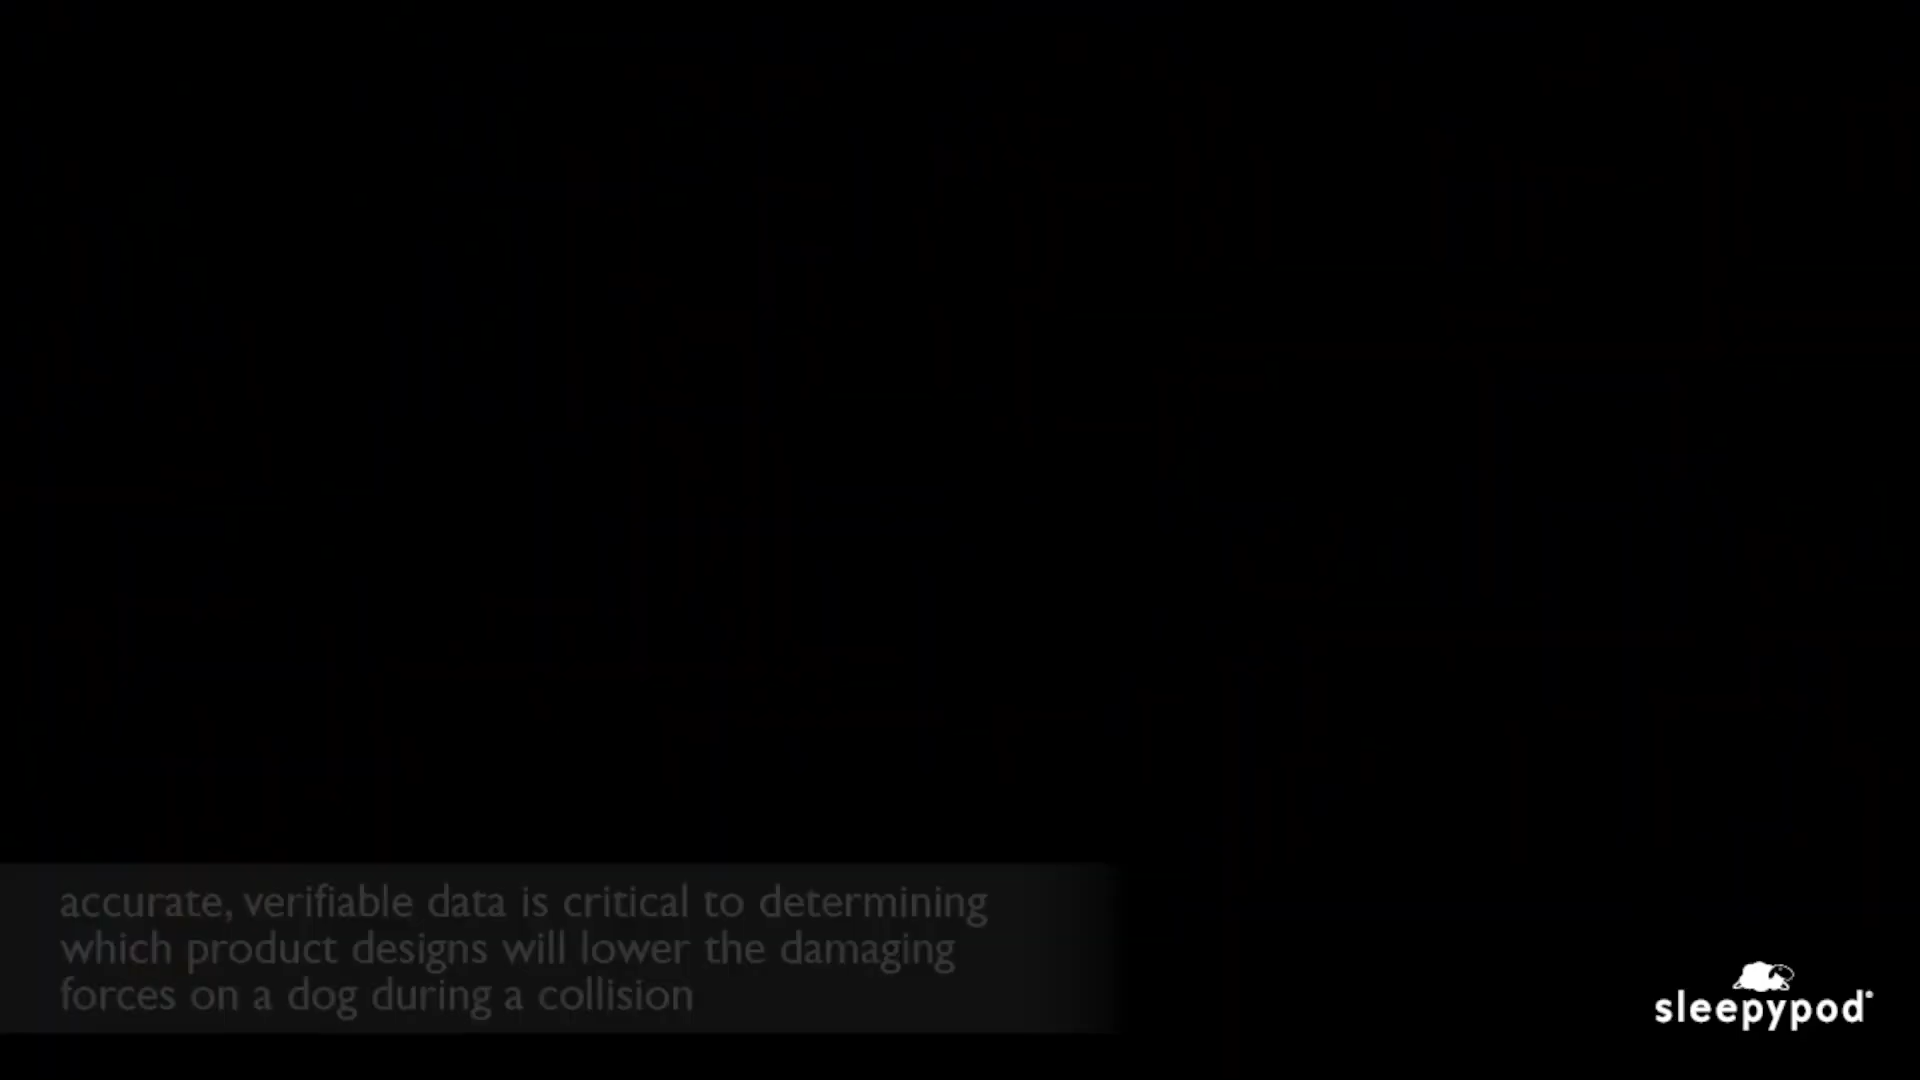 accurate, verifiable data is critical to determining
which product designs will lower the damaging
forces on a dog during a collision
sleepypod®